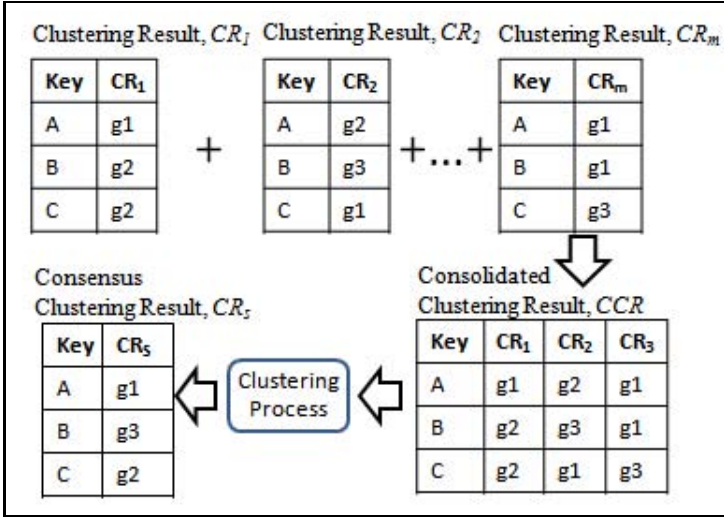 Clustering Result, CR1 Clustering Result, CR2 Clustering Result, CRm
Key CR1 Key CR2 Key CRm
A g1 A g2 A g1
B g2 + B g3 +...+ B g1
C g2 C g1 C g3
Consensus Consolidated
Clustering Result, CRs Clustering Result, CCR
Key CRS Key CR1 CR2 CR3
A g1 Clustering A g1 g2 g1
B g3 Process B g2 g3 g1
C g2 C g2 g1 g3